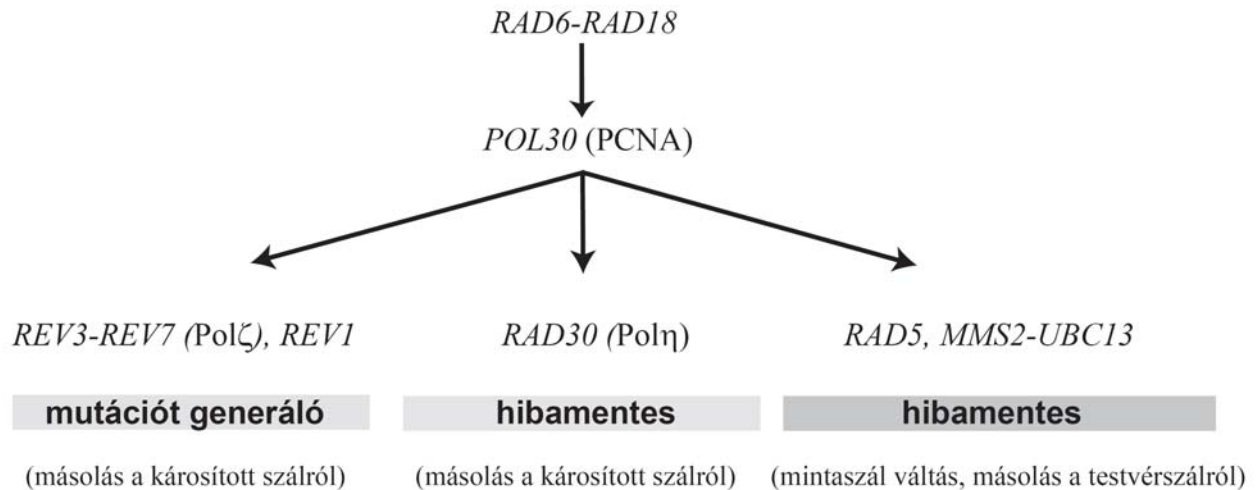 RAD6-RAD18
POL30 (PCNA)
REV3-REV7 (Polζ), REV1
RAD30 (Polη)
RAD5, MMS2-UBC13
mutációt generáló
hibamentes
hibamentes
(másolás a károsított szálról)
(másolás a károsított szálról)
(mintaszál váltás, másolás a testvérszálról)